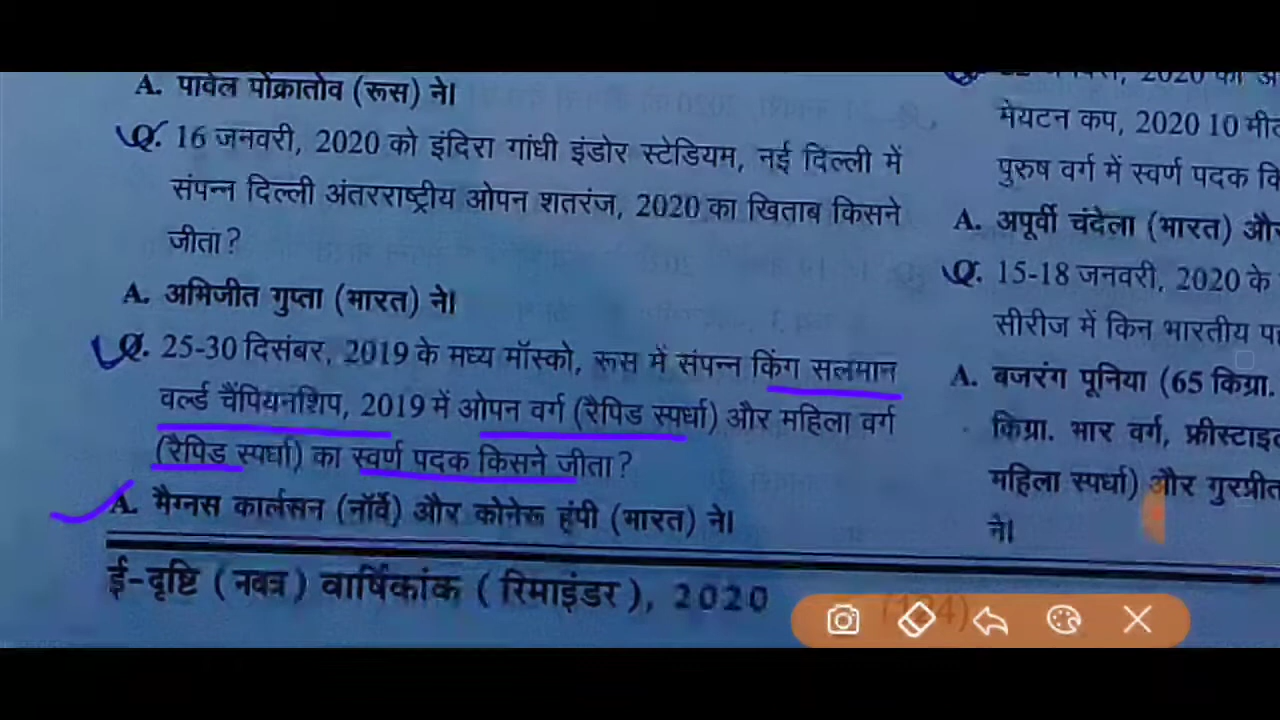 A. पावेल पोंक्रातोव (रूस) ने।
Q. 16 जनवरी, 2020 को इंदिरा गांधी इंडोर स्टेडियम, नई दिल्ली में
संपन्न दिल्ली अंतरराष्ट्रीय ओपन शतरंज, 2020 का खिताब किसने
जीता?
A. अभिजीत गुप्ता (भारत) ने।
Q. 25-30 दिसंबर, 2019 के मध्य मॉस्को, रूस में संपन्न किंग सलमान
वर्ल्ड चैंपियनशिप, 2019 में ओपन वर्ग (रैपिड स्पर्धा) और महिला वर्ग
(रैपिड स्पर्धा) का स्वर्ण पदक किसने जीता?
A. मैग्नस कार्लसन (नॉर्वे) और कोनेरू हंपी (भारत) ने।
ई-दृष्टि (नवत्र) वार्षिकांक (रिमाइंडर), 2020
(124)
2020 को
मेयटन कप, 2020 10
पुरुष वर्ग में स्वर्ण पदक
A. अपूर्वी चंदेला (भारत)
Q. 15-18 जनवरी, 2020 के
सीरीज में किन भारतीय
A. बजरंग पूनिया (65 किग्रा.
किग्रा. भार वर्ग,
महिला स्पर्धा) और
ने।